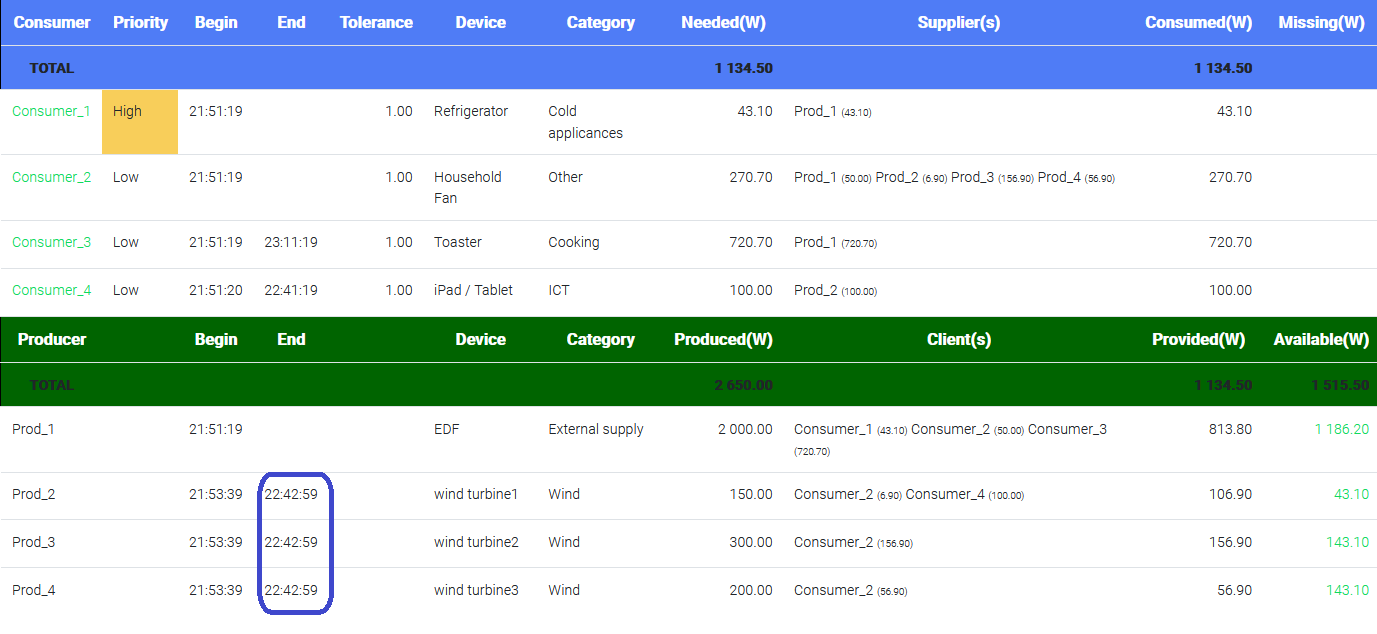 Consumer Priority Begin End Tolerance Device Category Needed(W) Supplier(s) Consumed(W) Missing(W)
TOTAL 1 134.50 1 134.50
Consumer_1 High 21:51:19 1.00 Refrigerator Cold 43.10 Prod_1 (43.10) 43.10
applicances
Consumer_2 Low 21:51:19 1.00 Household Other 270.70 Prod_1 (50.00) Prod_2 (6.90) Prod_3 (156.90) Prod_4 (56.90) 270.70
Fan
Consumer_3 Low 21:51:19 23:11:19 1.00 Toaster Cooking 720.70 Prod_1 (720.70) 720.70
Consumer_4 Low 21:51:20 22:41:19 1.00 iPad / Tablet ICT 100.00 Prod_2 (100.00) 100.00
Producer Begin End Device Category Produced(W) Client(s) Provided(W) Available(W)
TOTAL 2 650.00 1 134.50 1 515.50
Prod_1 21:51:19 EDF External supply 2 000.00 Consumer_1 (43.10) Consumer_2 (50.00) Consumer_3 813.80 1 186.20
(720.70)
Prod_2 21:53:39 22:42:59 wind turbine1 Wind 150.00 Consumer_2 (6.90) Consumer_4 (100.00) 106.90 43.10
Prod_3 21:53:39 22:42:59 wind turbine2 Wind 300.00 Consumer_2 (156.90) 156.90 143.10
Prod_4 21:53:39 22:42:59 wind turbine3 Wind 200.00 Consumer_2 (56.90) 56.90 143.10